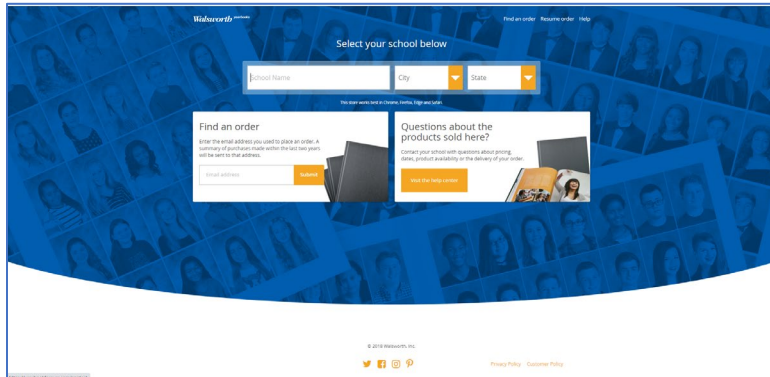 Walsworth yearbooks
Find an order Resume order Help
Select your school below
School Name
City
State
This store works best in Chrome, Firefox, Edge and Safari
Find an order
Enter the email address you used to place an order. A
summary of purchases made within the last two years
will be sent to that address.
Email address
Submit
Questions about the
products sold here?
Contact your school with questions about pricing,
dates, product availability or the delivery of your order.
Visit the help center
© 2019 Walsworth, Inc.
Privacy Policy Customer Policy